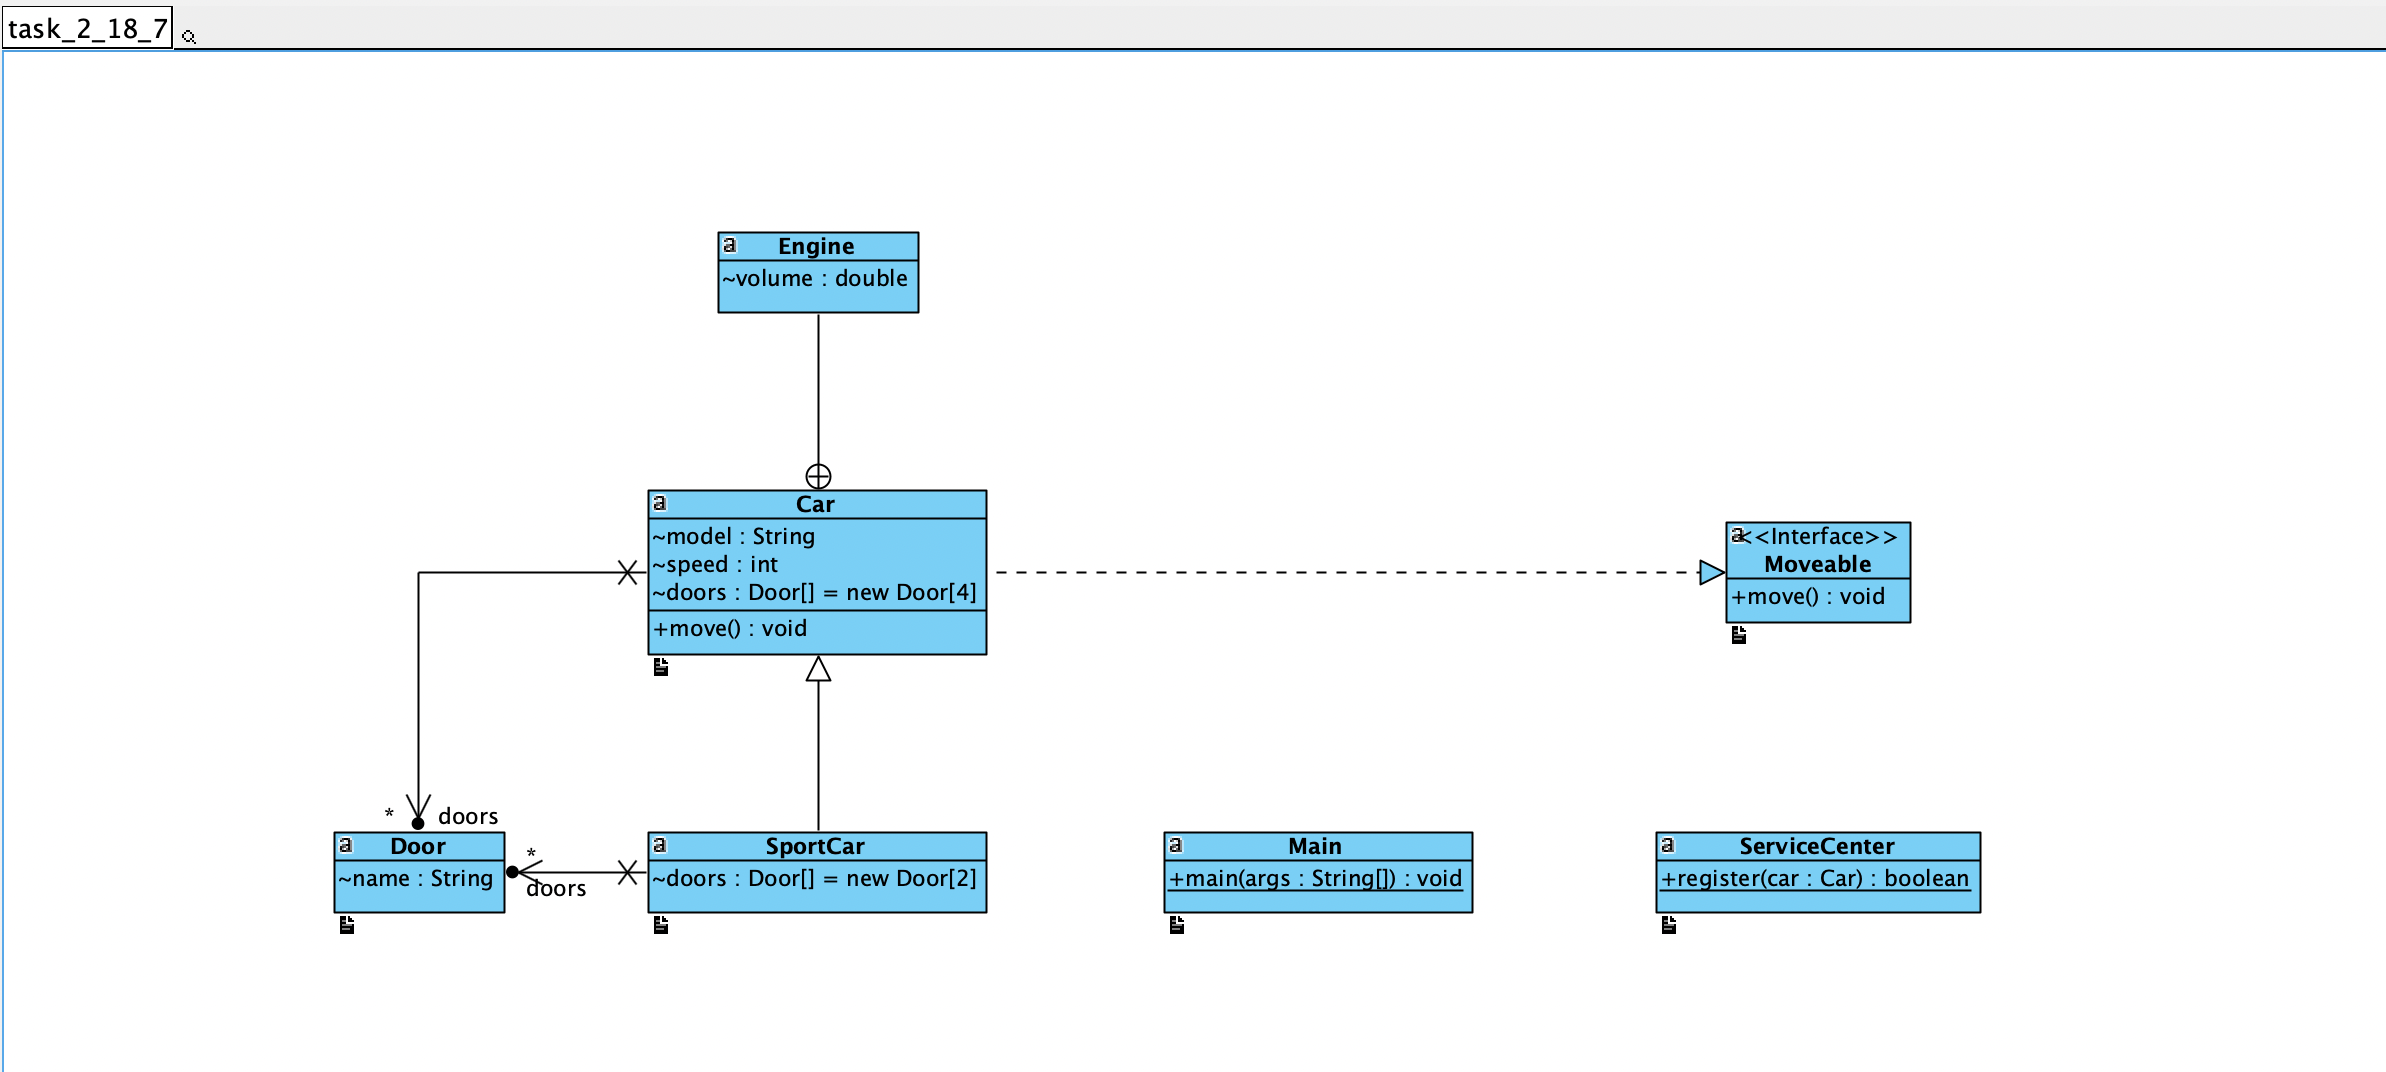 task_2_18_7
Engine
~volume : double
Car
~model : String
~speed : int
~doors : Door[] = new Door[4]
+move() : void
<<Interface>>
Moveable
+move() : void
* doors
Door
~name : String
*
doors
SportCar
~doors : Door[] = new Door[2]
Main
+main(args : String[]) : void
ServiceCenter
+register(car : Car) : boolean